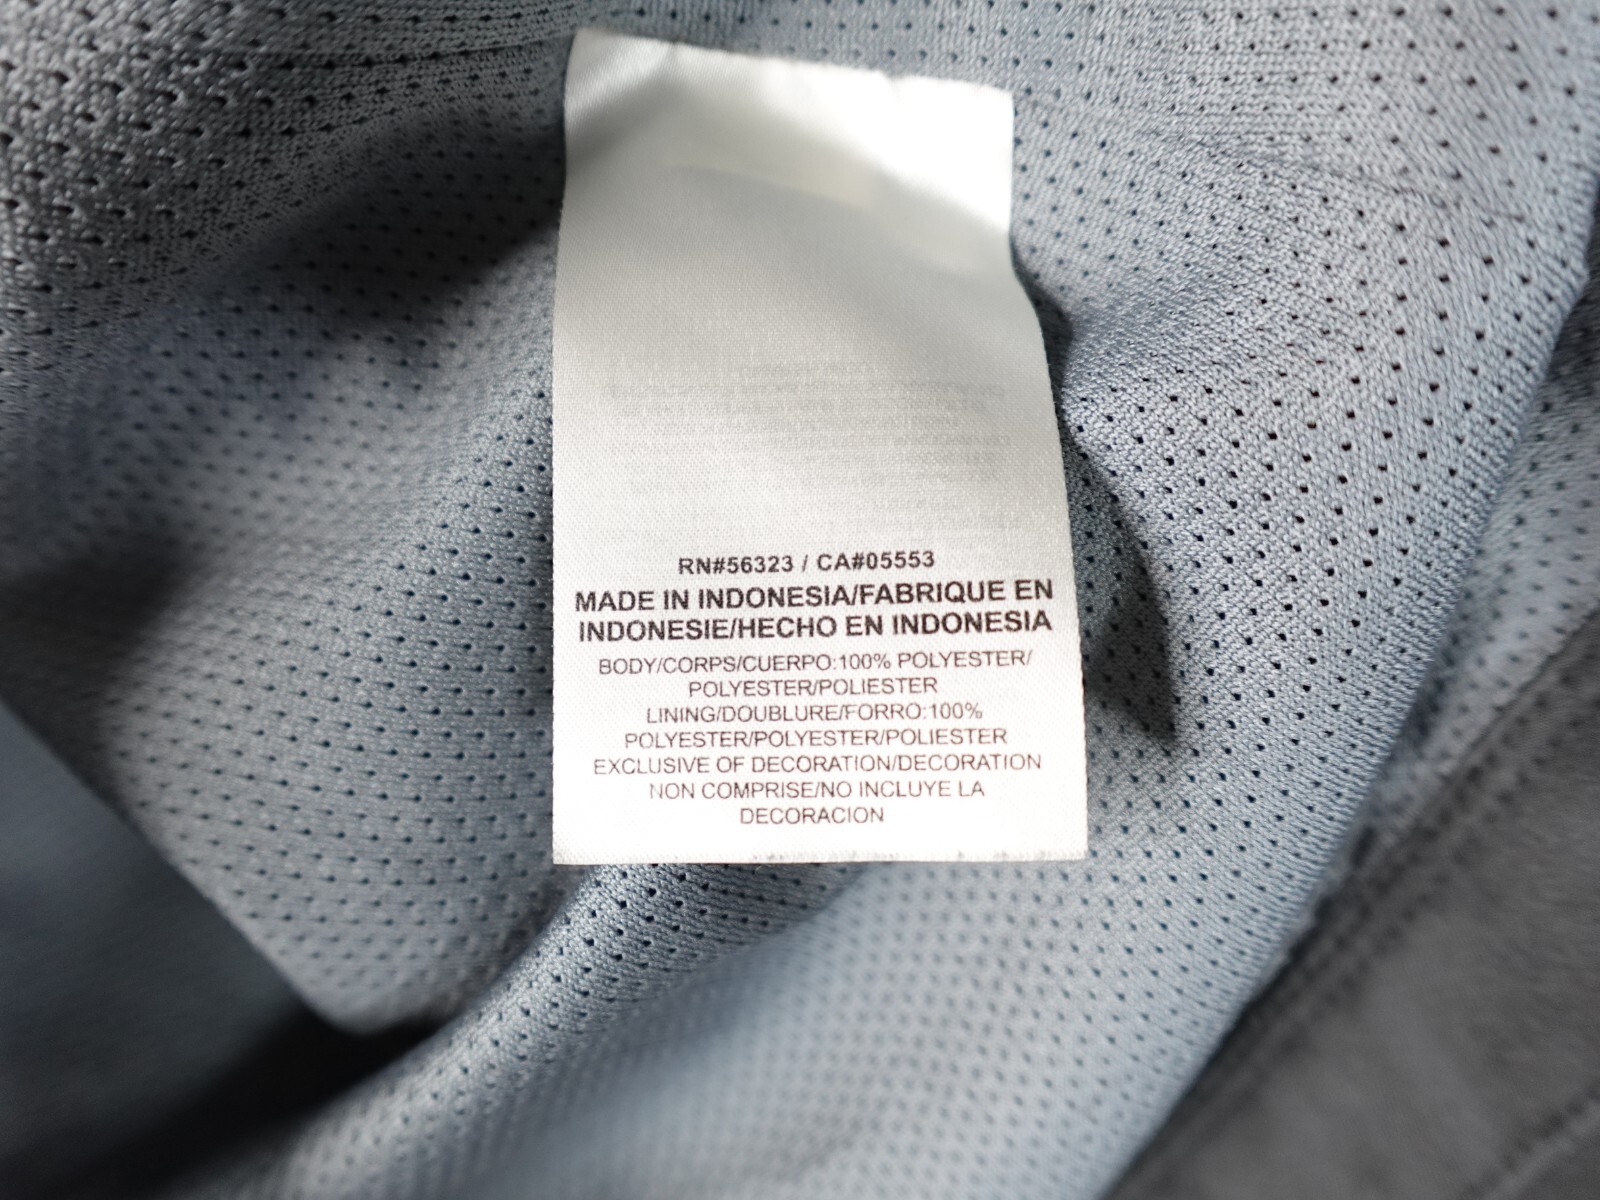 RN#56323 / CA#05553
MADE IN INDONESIA/FABRIQUE EN
INDONESIE/HECHO EN INDONESIA
BODY/CORPS/CUERPO:100% POLYESTER/
POLYESTER/POLIESTER
LINING/DOUBLURE/FORRO:100%
POLYESTER/POLYESTER/POLIESTER
EXCLUSIVE OF DECORATION/DECORATION
NON COMPRISE/NO INCLUYE LA
DECORACION